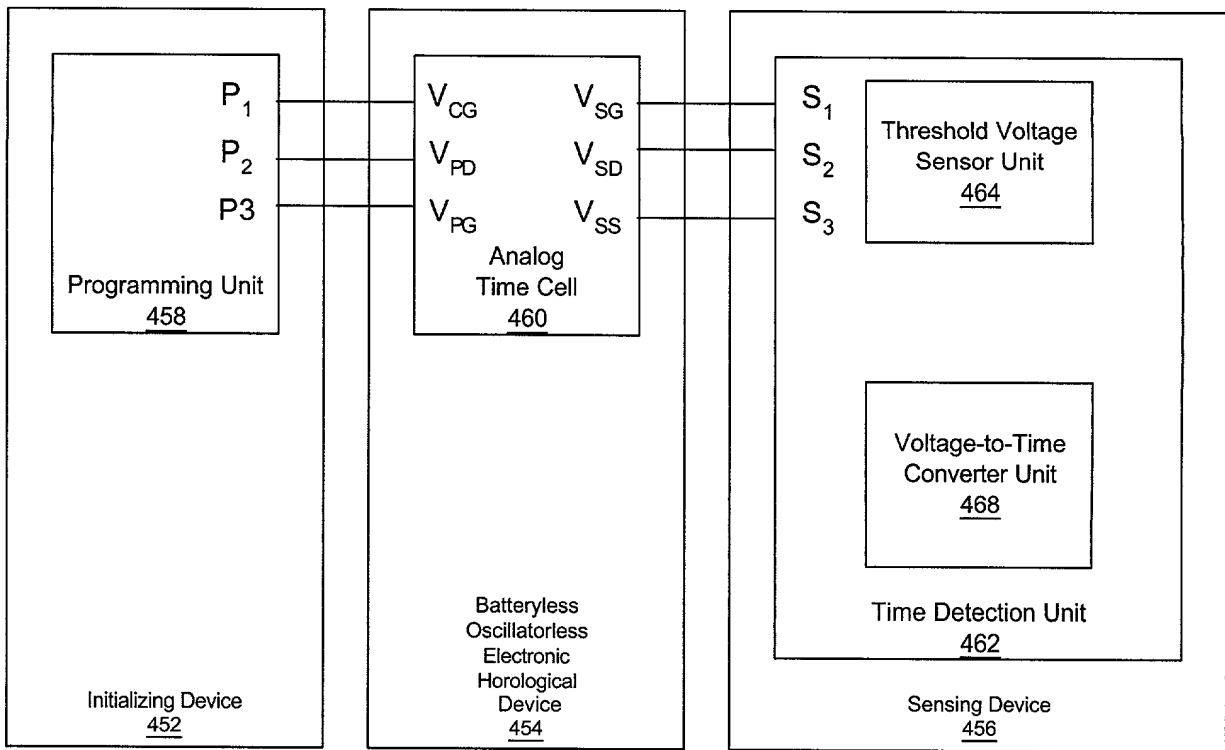 P1
P2
P3
Programming Unit
458
Initializing Device
452
VCG
VPD
VPG
VSG
VSD
VSS
Analog
Time Cell
460
Batteryless
Oscillatorless
Electronic
Horological
Device
454
S1
S2
S3
Threshold Voltage
Sensor Unit
464
Voltage-to-Time
Converter Unit
468
Time Detection Unit
462
Sensing Device
456